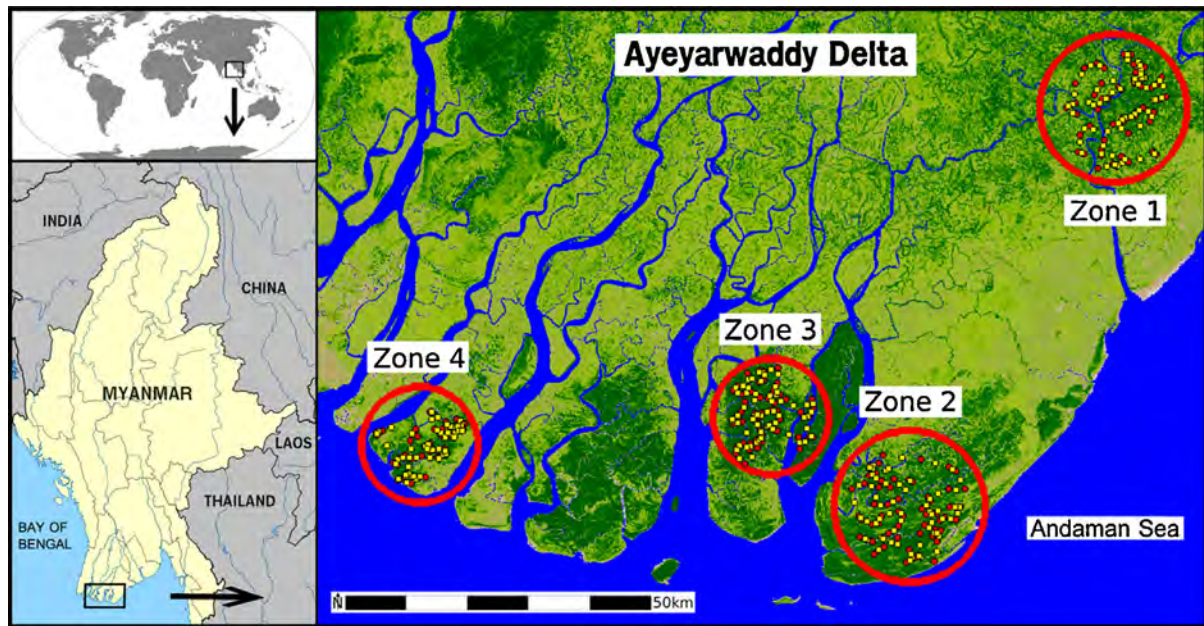 INDIA
CHINA
MYANMAR
LAOS
THAILAND
BAY OF
BENGAL
Ayeyarwaddy Delta
Zone 1
Zone 3
Zone 4
Zone 2
Andaman Sea
N
50km